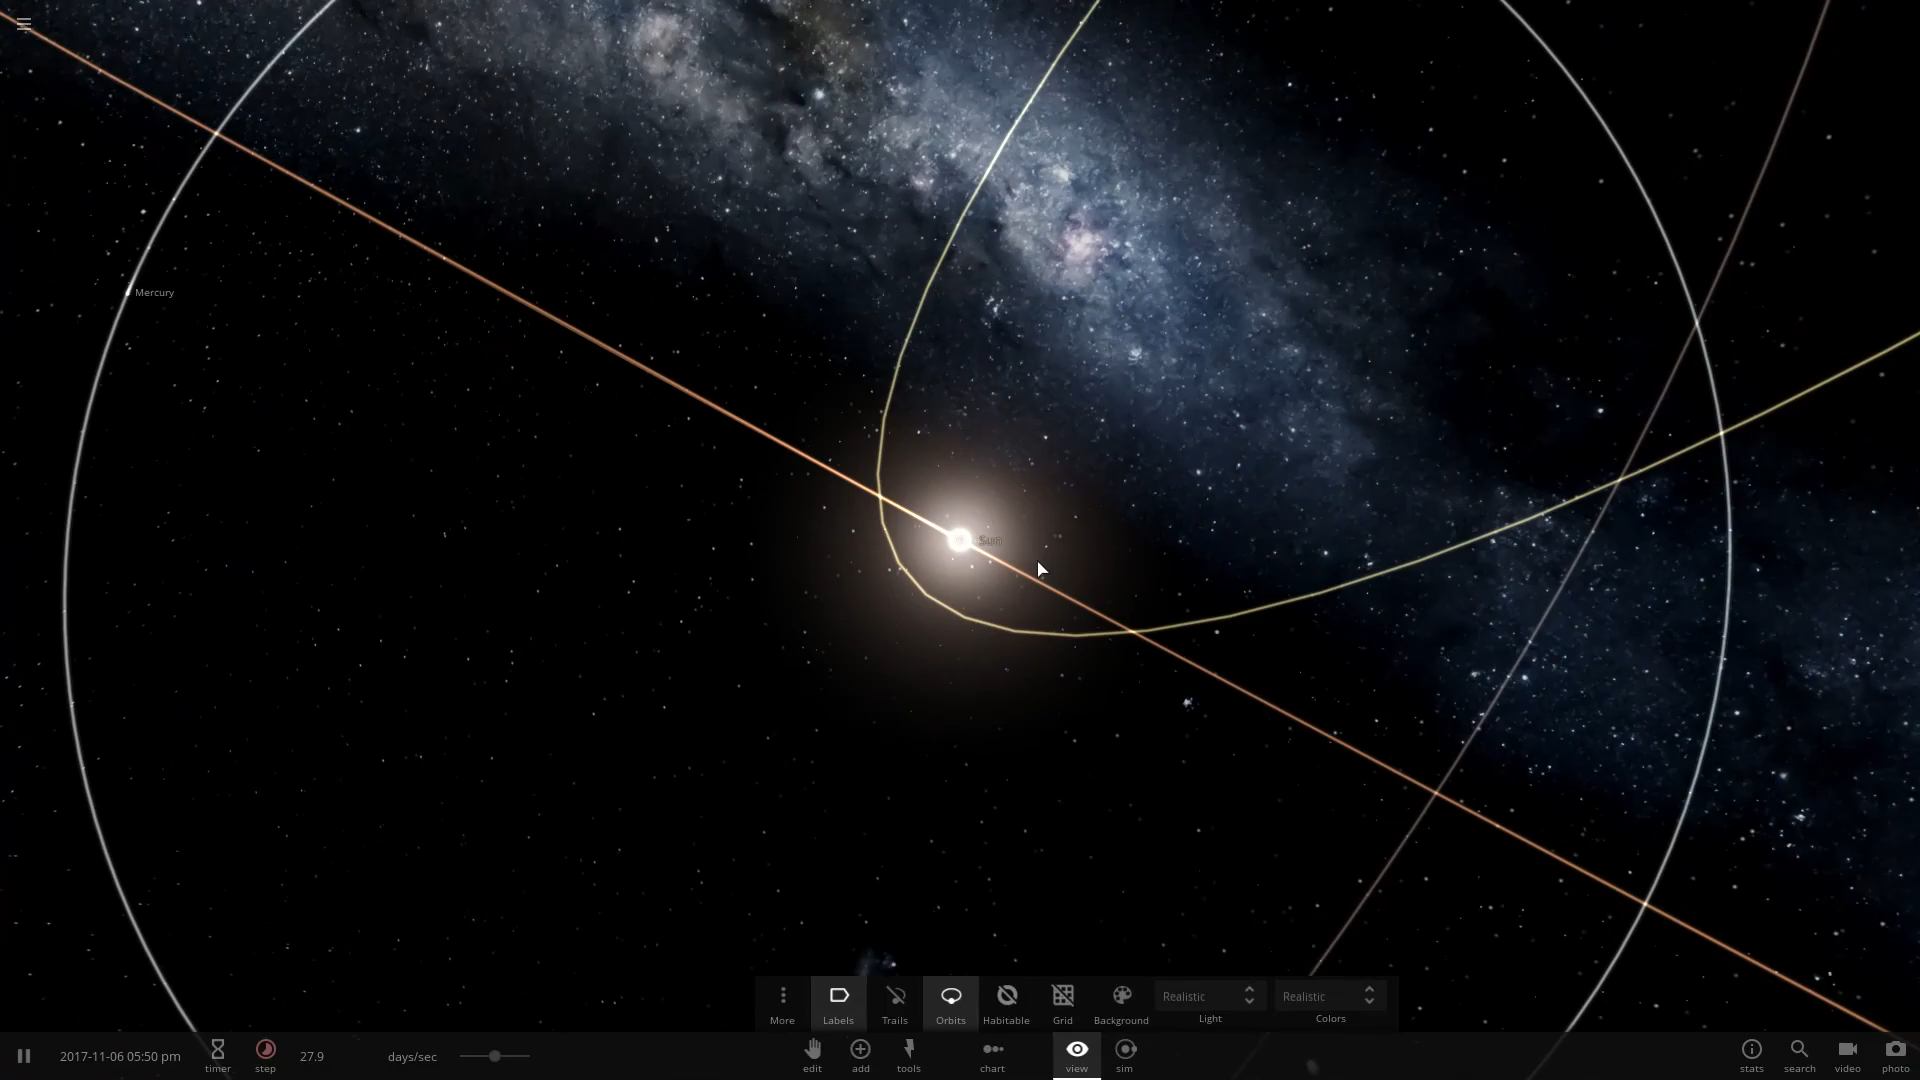 Mercury
Sun
More
Labels
Trails
Orbits
Habitable
Grid
Background
Realistic
Light
Realistic
Colors
2017-11-06 05:50 pm
timer
step
27.9
days/sec
edit
add
tools
chart
view
sim
stats
search
video
photo